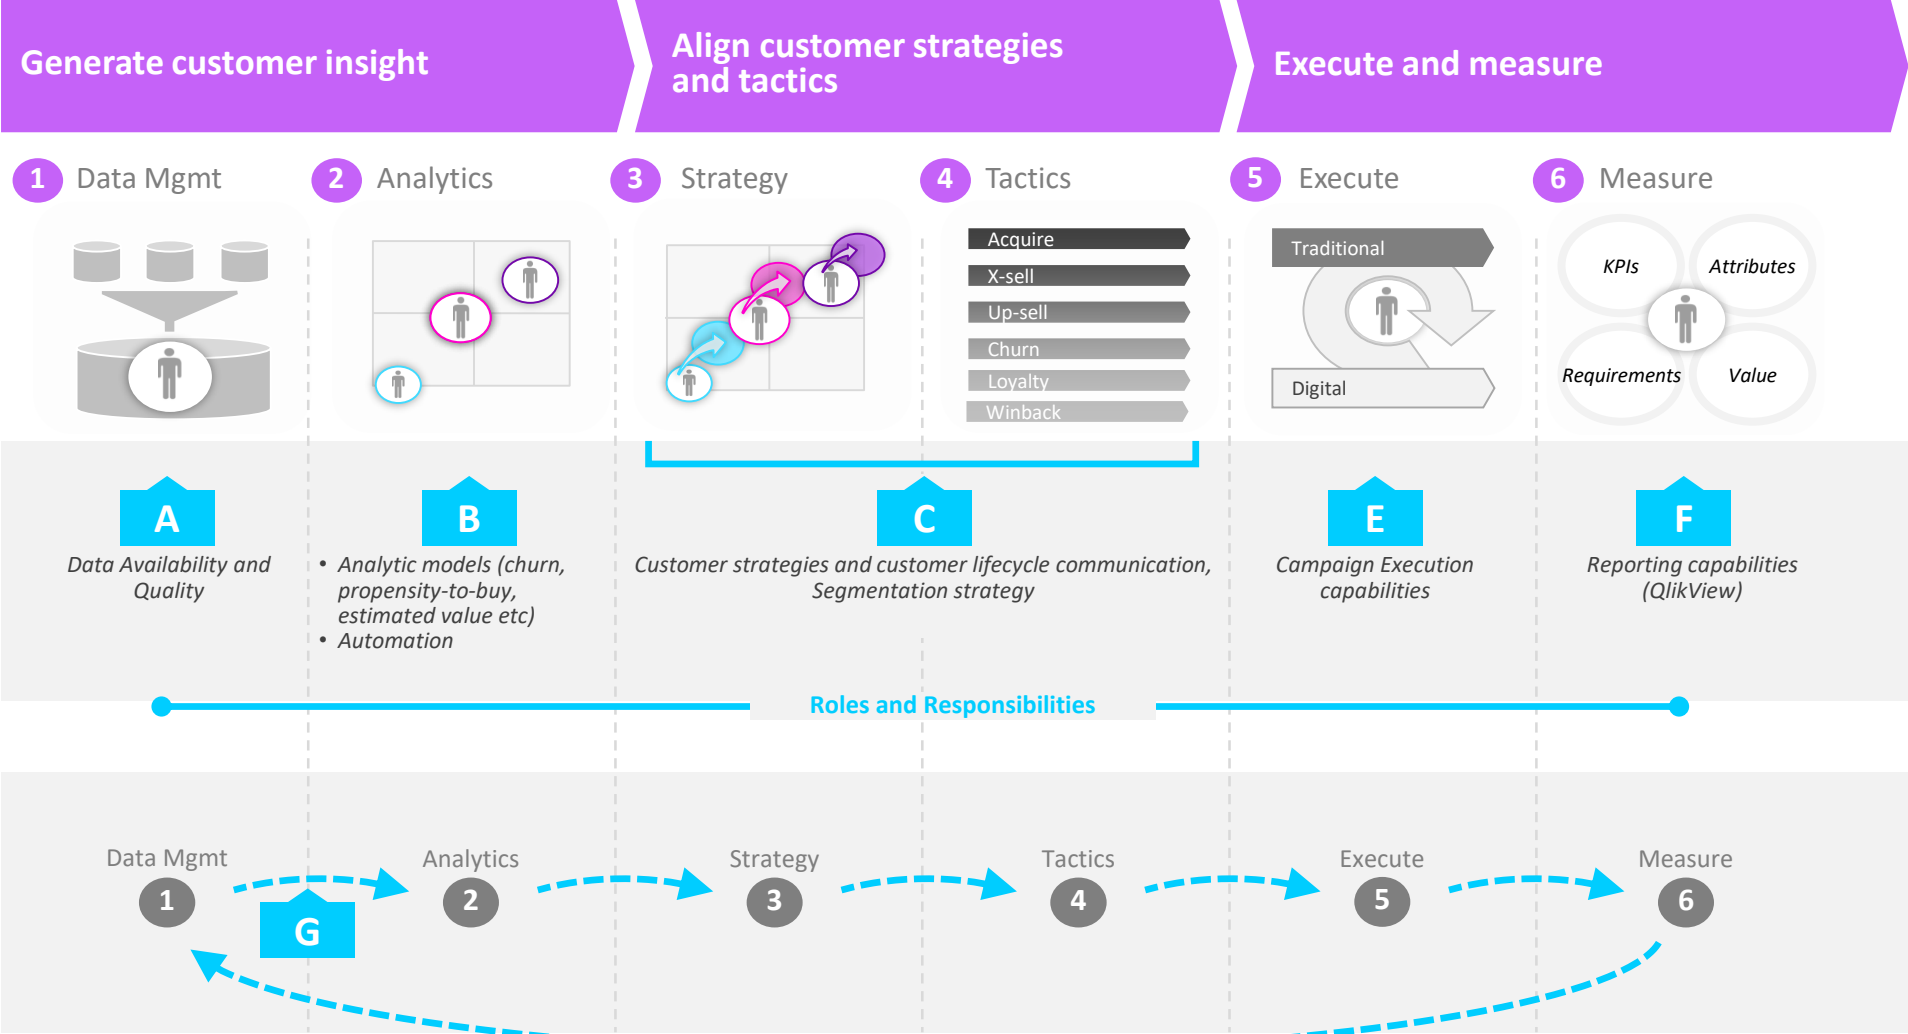 Generate customer insight
Align customer strategies
and tactics
Execute and measure
1 Data Mgmt
2 Analytics
3 Strategy
4 Tactics
5 Execute
6 Measure
Acquire
X-sell
Up-sell
Churn
Loyalty
Winback
Traditional
Digital
KPIs
Attributes
Requirements
Value
A
Data Availability and
Quality
B
• Analytic models (churn,
propensity-to-buy,
estimated value etc)
• Automation
C
Customer strategies and customer lifecycle communication,
Segmentation strategy
E
Campaign Execution
capabilities
F
Reporting capabilities
(QlikView)
Roles and Responsibilities
Data Mgmt
1
Analytics
2
Strategy
3
Tactics
4
Execute
5
Measure
6
G